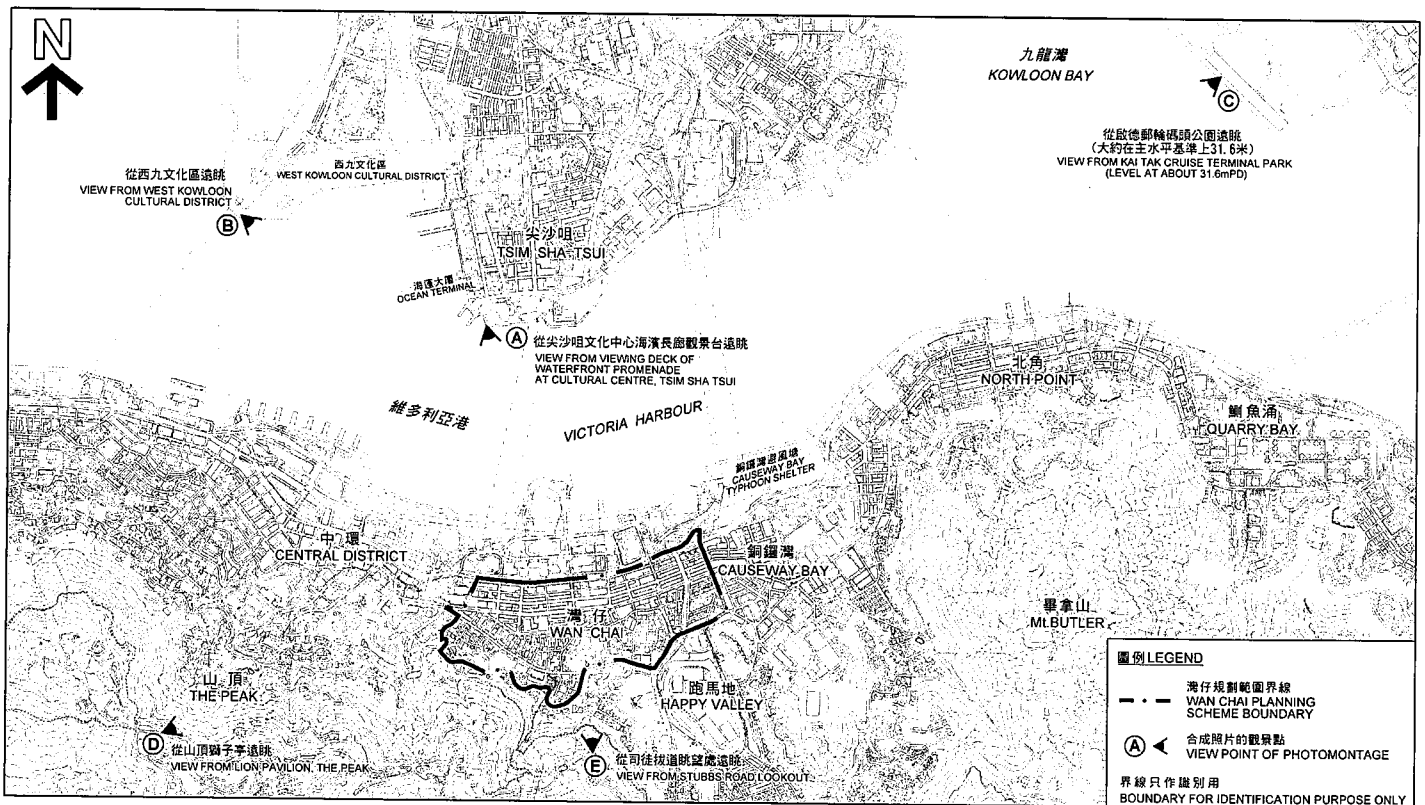 N
九龍灣
KOWLOON BAY
C
從啟德郵輪碼頭公園遠眺
(大約在主水平基準上31.6米)
VIEW FROM KAI TAK CRUISE TERMINAL PARK
(LEVEL AT ABOUT 31.6mPD)
西九文化區
WEST KOWLOON CULTURAL DISTRICT
從西九文化區遠眺
VIEW FROM WEST KOWLOON
CULTURAL DISTRICT
B
尖沙咀
TSIM SHA TSUI
海運大廈
OCEAN TERMINAL
A
從尖沙咀文化中心海濱長廊觀景台遠眺
VIEW FROM VIEWING DECK OF
WATERFRONT PROMENADE
AT CULTURAL CENTRE, TSIM SHA TSUI
維多利亞港
VICTORIA HARBOUR
北角
NORTH POINT
鰂魚涌
QUARRY BAY
銅鑼灣避風塘
CAUSEWAY BAY
TYPHOON SHELTER
中環
CENTRAL DISTRICT
銅鑼灣
CAUSEWAY BAY
灣仔
WAN CHAI
畢拿山
Mt.BUTLER
山頂
THE PEAK
跑馬地
HAPPY VALLEY
D
從山頂獅子亭遠眺
VIEW FROM LION PAVILION, THE PEAK
E
從司徒拔道眺望處遠眺
VIEW FROM STUBBS ROAD LOOKOUT
圖例 LEGEND
灣仔規劃範圍界線
WAN CHAI PLANNING
SCHEME BOUNDARY
A
合成照片的觀景點
VIEW POINT OF PHOTOMONTAGE
界線只作識別用
BOUNDARY FOR IDENTIFICATION PURPOSE ONLY